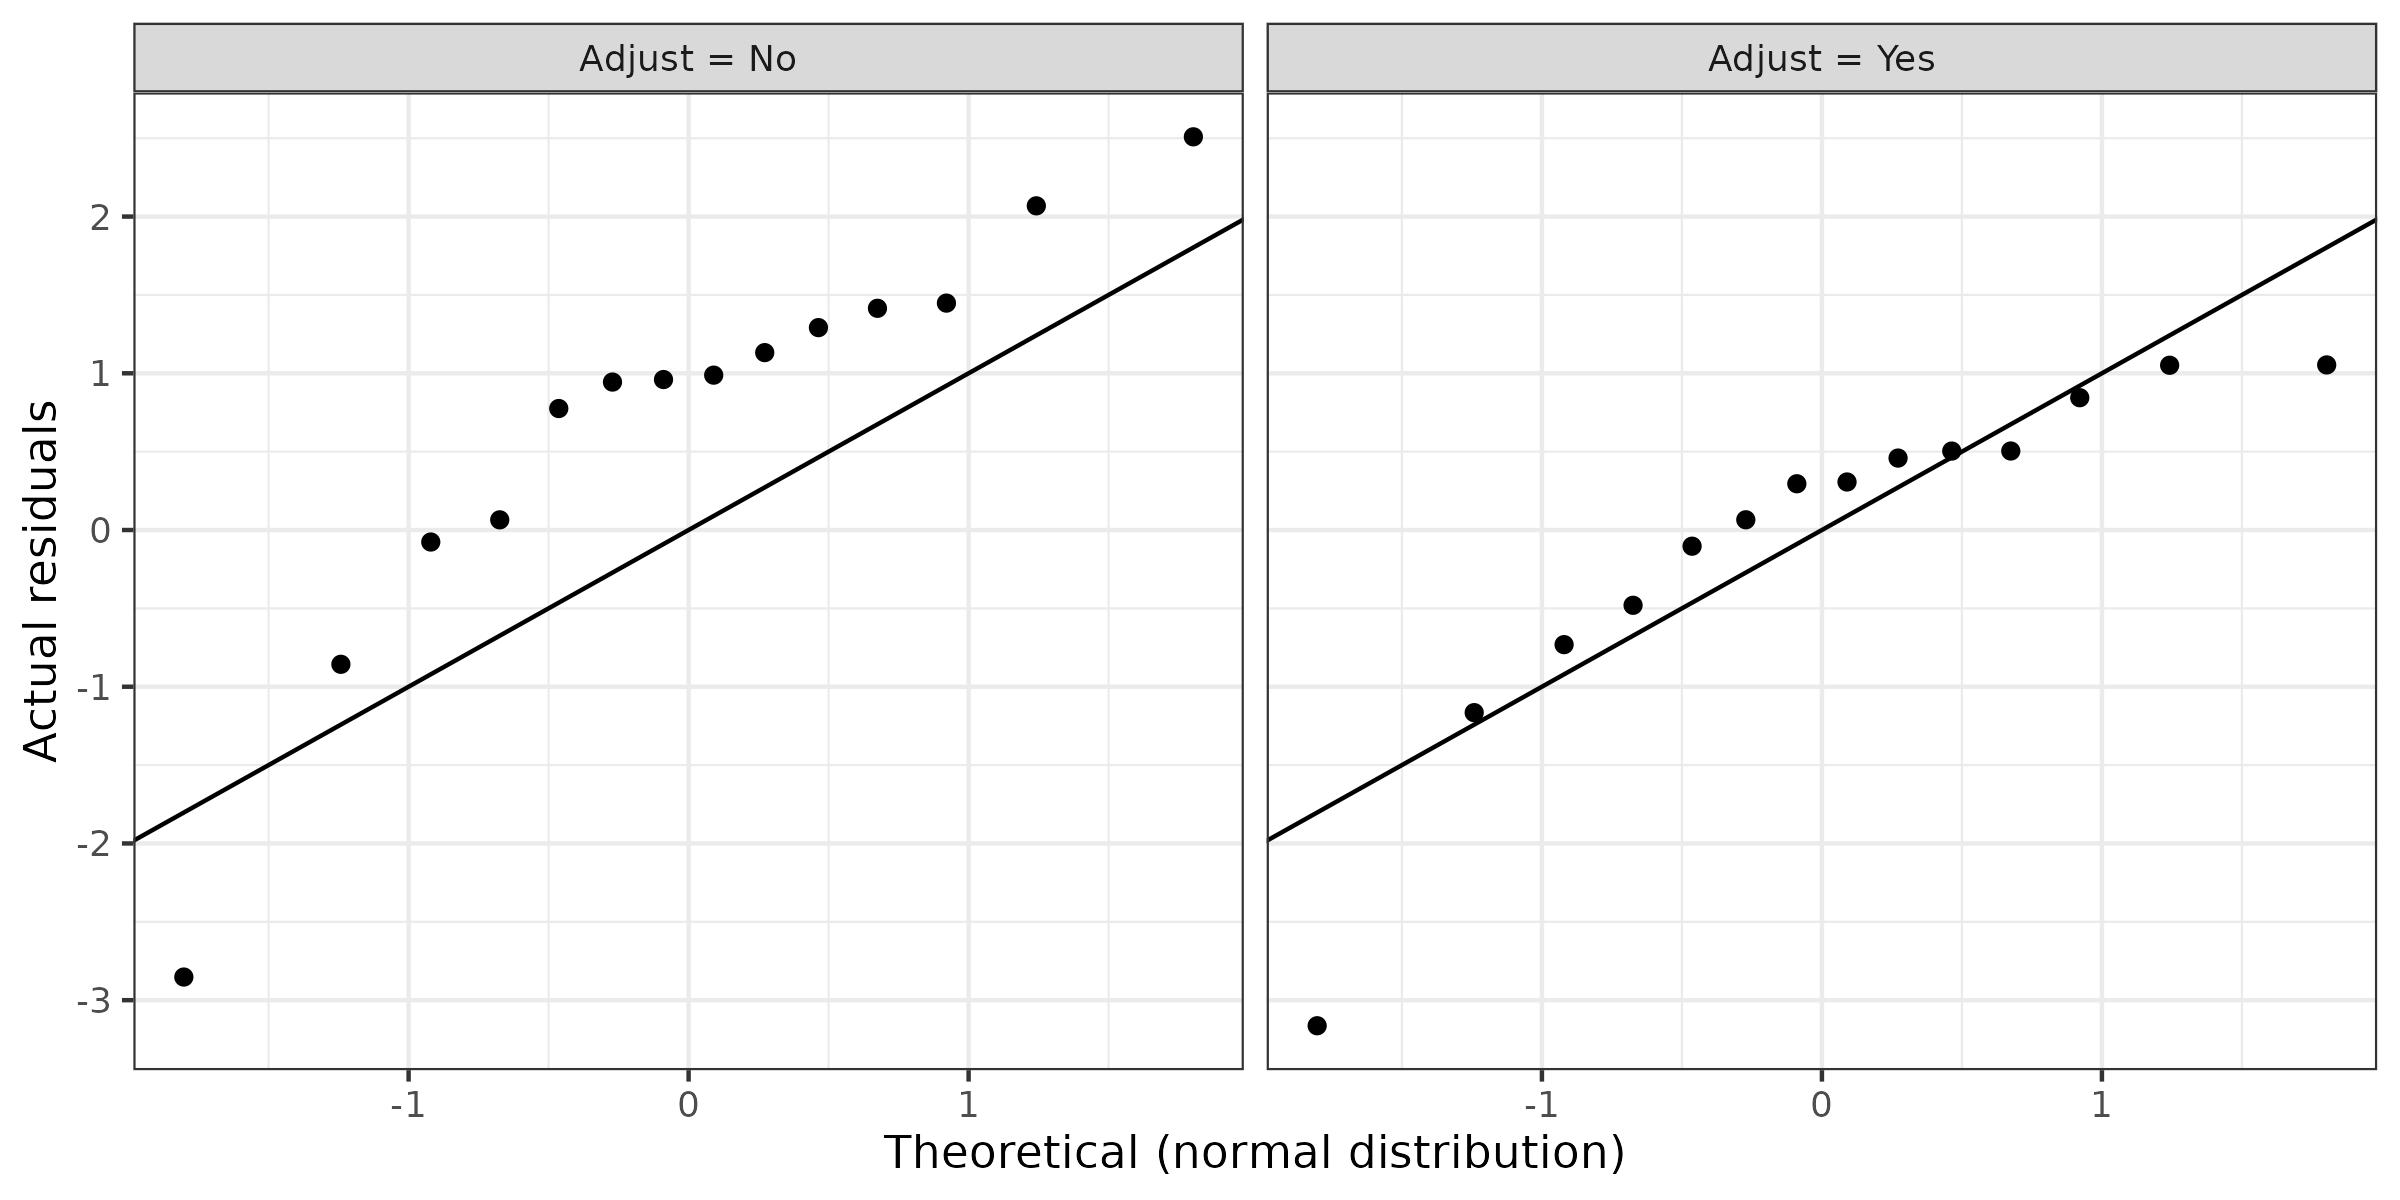 Adjust = No
Adjust = Yes
Actual residuals
2
1
0
-1
-2
-3
-1 0 1
-1 0 1
Theoretical (normal distribution)